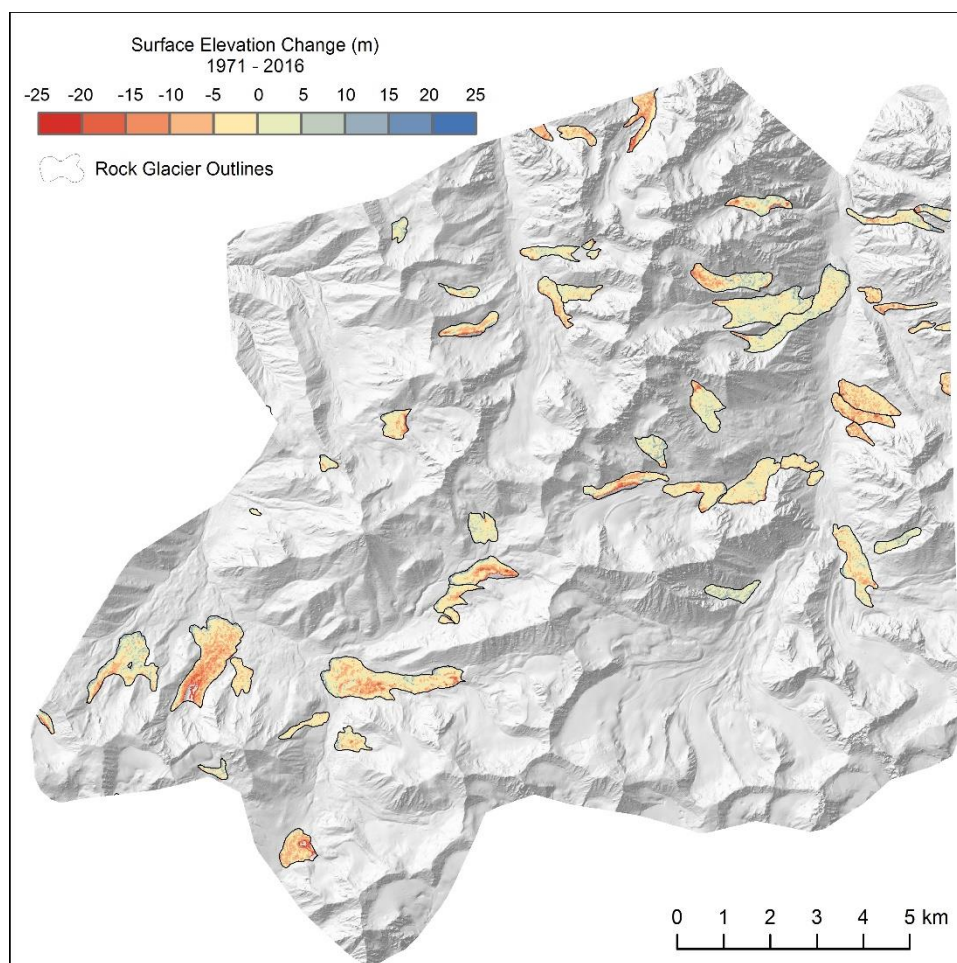 Surface Elevation Change (m)
1971 - 2016
-25 -20 -15 -10 -5 0 5 10 15 20 25
Rock Glacier Outlines
0 1 2 3 4 5 km